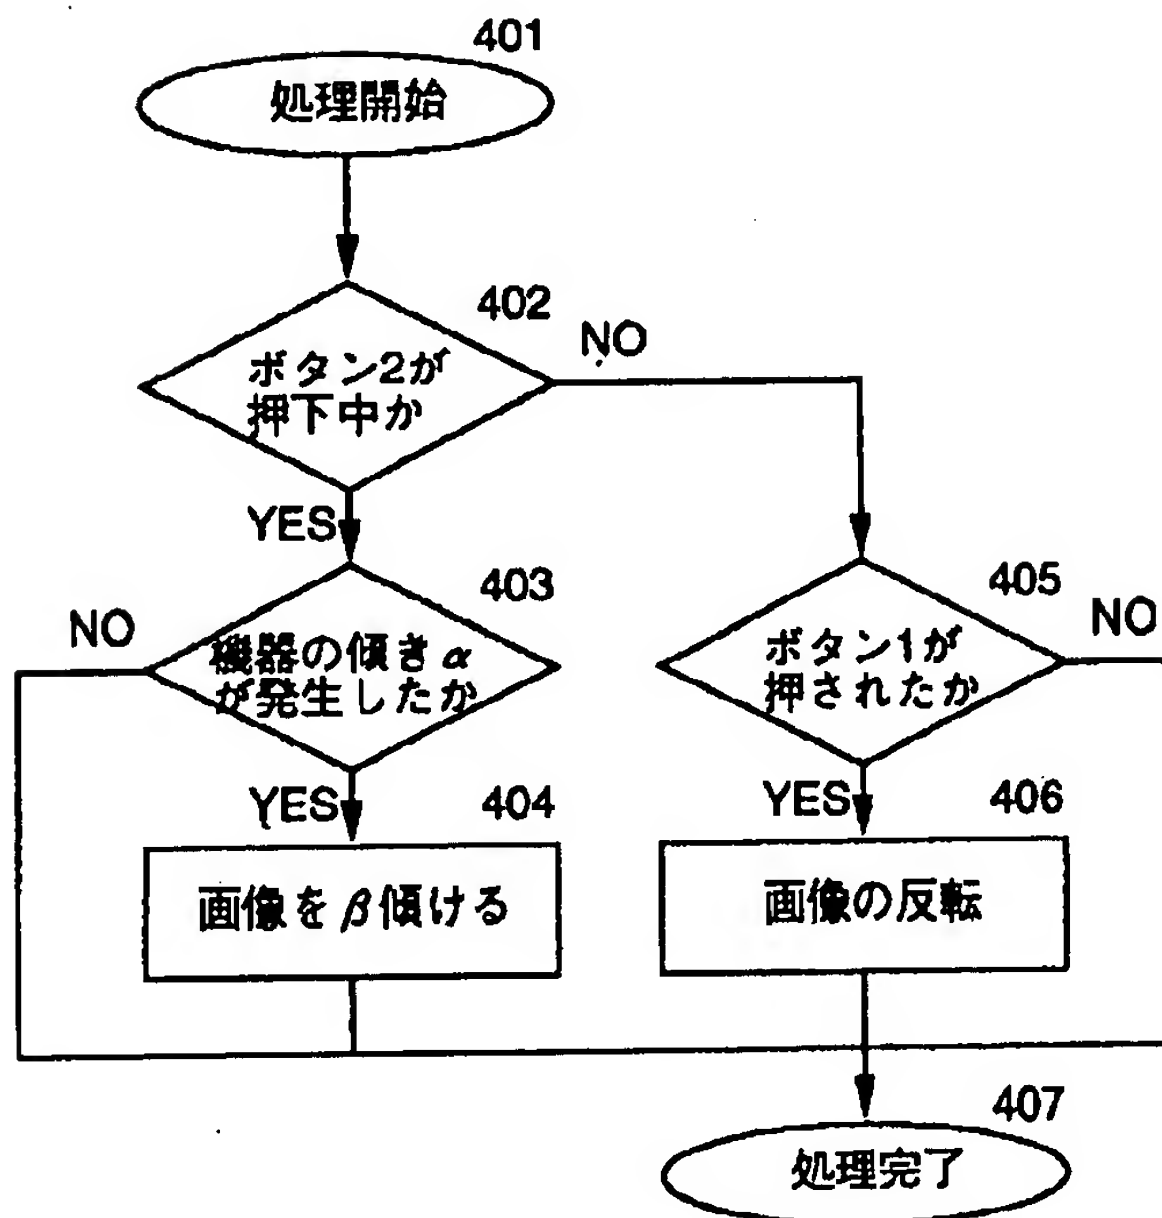 401
処理開始
402
ボタン2が
押下中か
NO
YES
403
機器の傾きα
が発生したか
NO
YES
404
画像をβ傾ける
405
ボタン1が
押されたか
NO
YES
406
画像の反転
407
処理完了